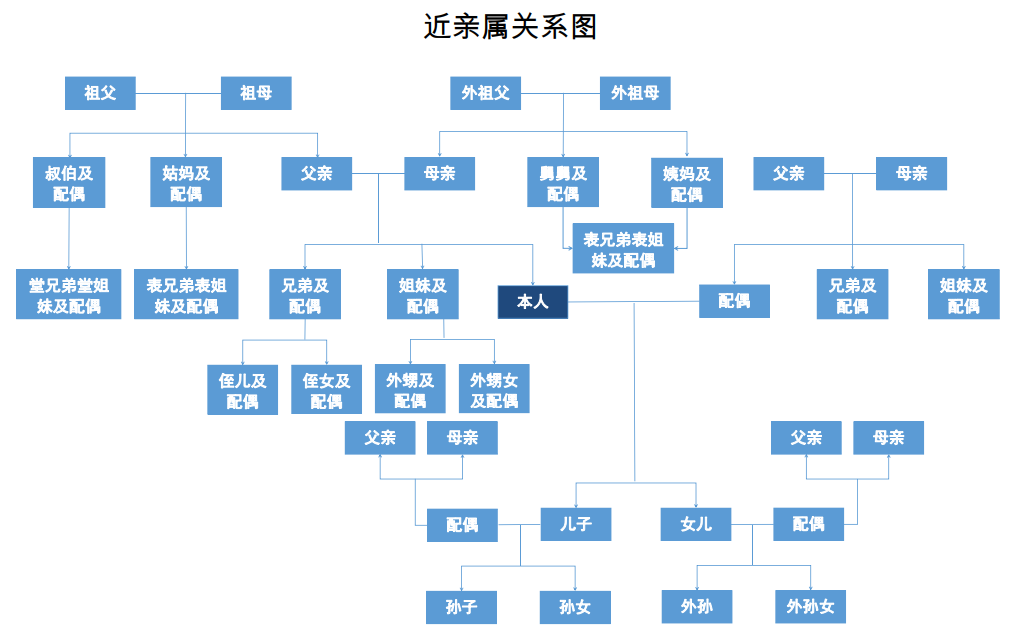 近亲属关系图
祖父
祖母
外祖父
外祖母
叔伯及
配偶
姑妈及
配偶
父亲
母亲
舅舅及
配偶
姨妈及
配偶
父亲
母亲
表兄弟表姐
妹及配偶
堂兄弟堂姐
妹及配偶
表兄弟表姐
妹及配偶
兄弟及
配偶
姐妹及
配偶
本人
配偶
兄弟及
配偶
姐妹及
配偶
侄儿及
配偶
侄女及
配偶
外甥及
配偶
外甥女
及配偶
父亲
母亲
父亲
母亲
配偶
儿子
女儿
配偶
孙子
孙女
外孙
外孙女